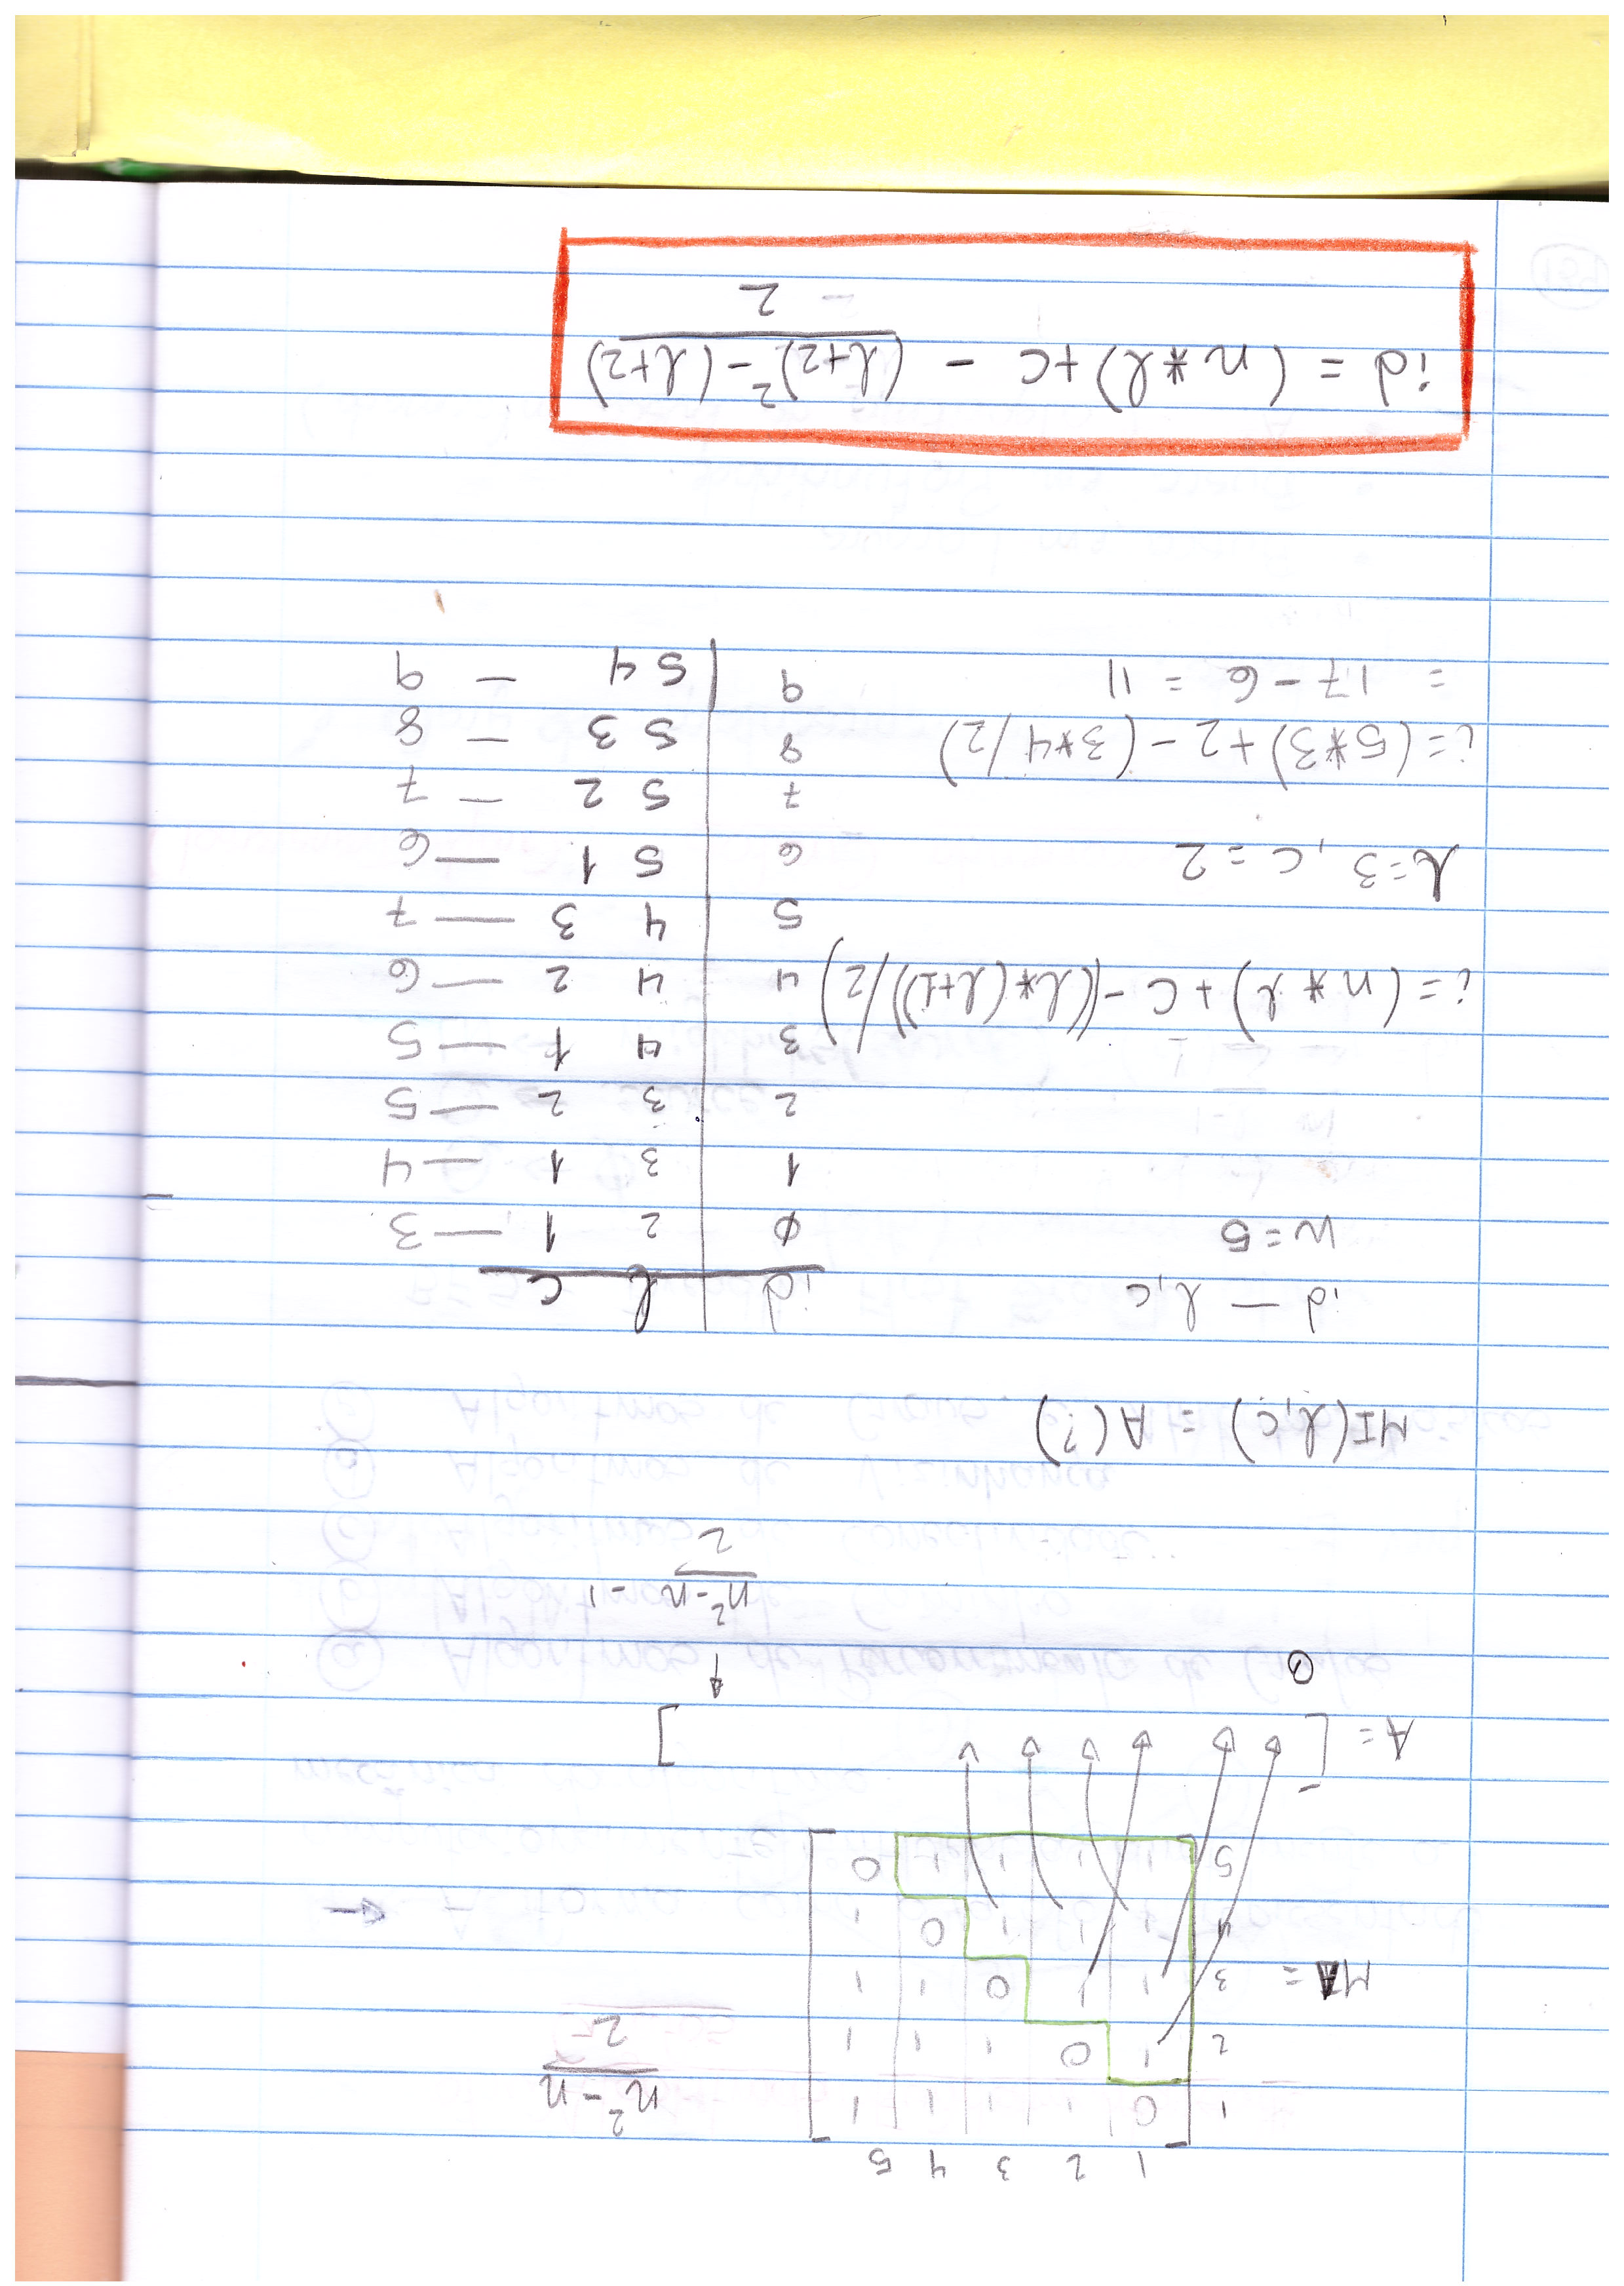 1 2 3 4 5
1 0 1 1 1 1
2 1 0 1 1 1
MA = 3 1 1 0 1 1
4 1 1 1 0 1
5 1 1 1 1 0
n² - n
2
←
A = [ ]
0
n² - n - 1
2
MI(l,c) = A(?)
id — l,c
n = 5
id l c
0 2 1 — 3
1 3 1 — 4
2 3 2 — 5
3 4 1 — 5
4 4 2 — 6
5 4 3 — 7
6 5 1 — 6
7 5 2 — 7
8 5 3 — 8
9 5 4 — 9
i = (n * l) + c - ((l*(l+1))/2)
l = 3 , c = 2
i = (5*3) + 2 - (3*4/2)
= 17 - 6 = 11
id = (n * l) + c - (l+2)² - (l+2)
2